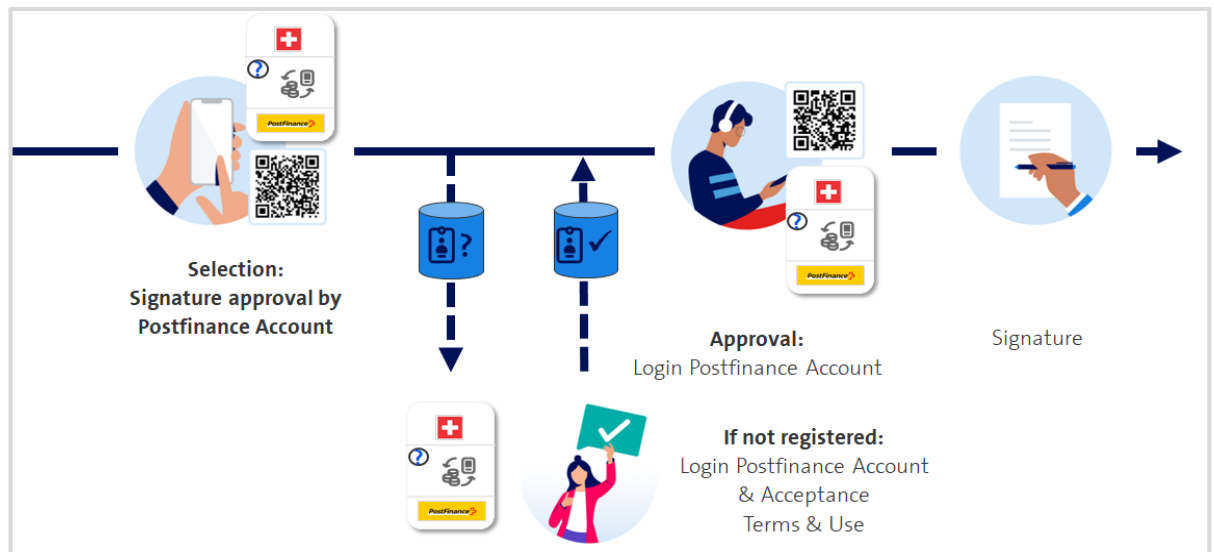 ?
PostFinance
Selection:
Signature approval by
Postfinance Account
?
?
PostFinance
Approval:
Login Postfinance Account
Signature
?
PostFinance
If not registered:
Login Postfinance Account
& Acceptance
Terms & Use